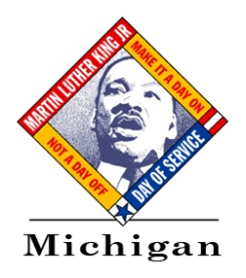 MARTIN LUTHER KING JR
MAKE IT A DAY ON
NOT A DAY OFF
DAY OF SERVICE
Michigan